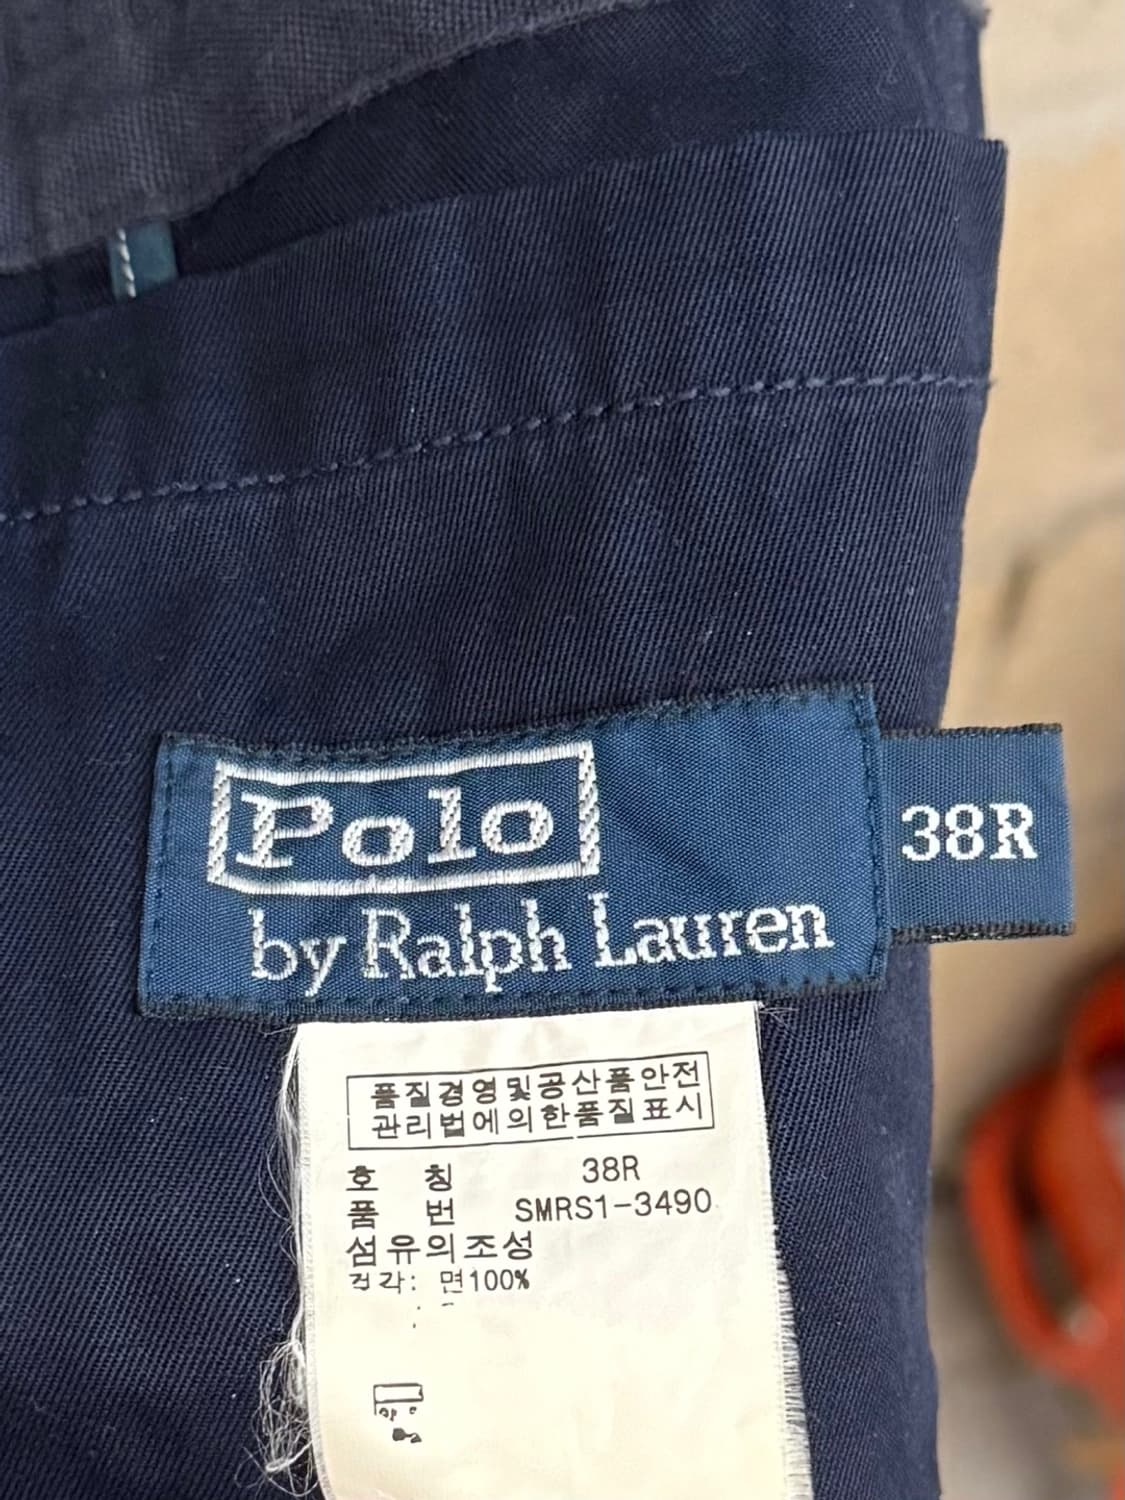 Polo
by Ralph Lauren
38R
품질경영및공산품안전
관리법에의한품질표시
호 칭 38R
품 번 SMRS1-3490
섬유의조성
면100%